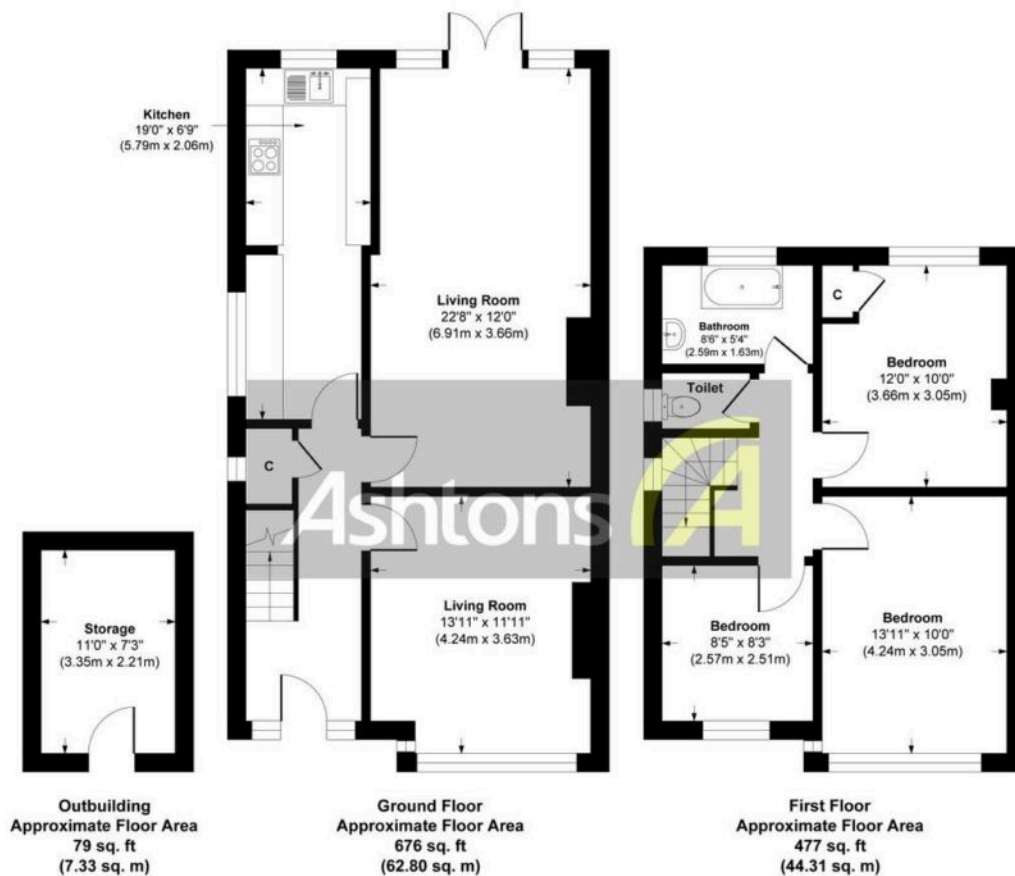 Kitchen
19'0" x 6'9"
(5.79m x 2.06m)
Living Room
22'8" x 12'0"
(6.91m x 3.66m)
C
Living Room
13'11" x 11'11"
(4.24m x 3.63m)
Storage
11'0" x 7'3"
(3.35m x 2.21m)
Bathroom
8'6" x 5'4"
(2.59m x 1.63m)
C
Bedroom
12'0" x 10'0"
(3.66m x 3.05m)
Toilet
Bedroom
8'5" x 8'3"
(2.57m x 2.51m)
Bedroom
13'11" x 10'0"
(4.24m x 3.05m)
Ashtons
Outbuilding
Approximate Floor Area
79 sq. ft
(7.33 sq. m)
Ground Floor
Approximate Floor Area
676 sq. ft
(62.80 sq. m)
First Floor
Approximate Floor Area
477 sq. ft
(44.31 sq. m)